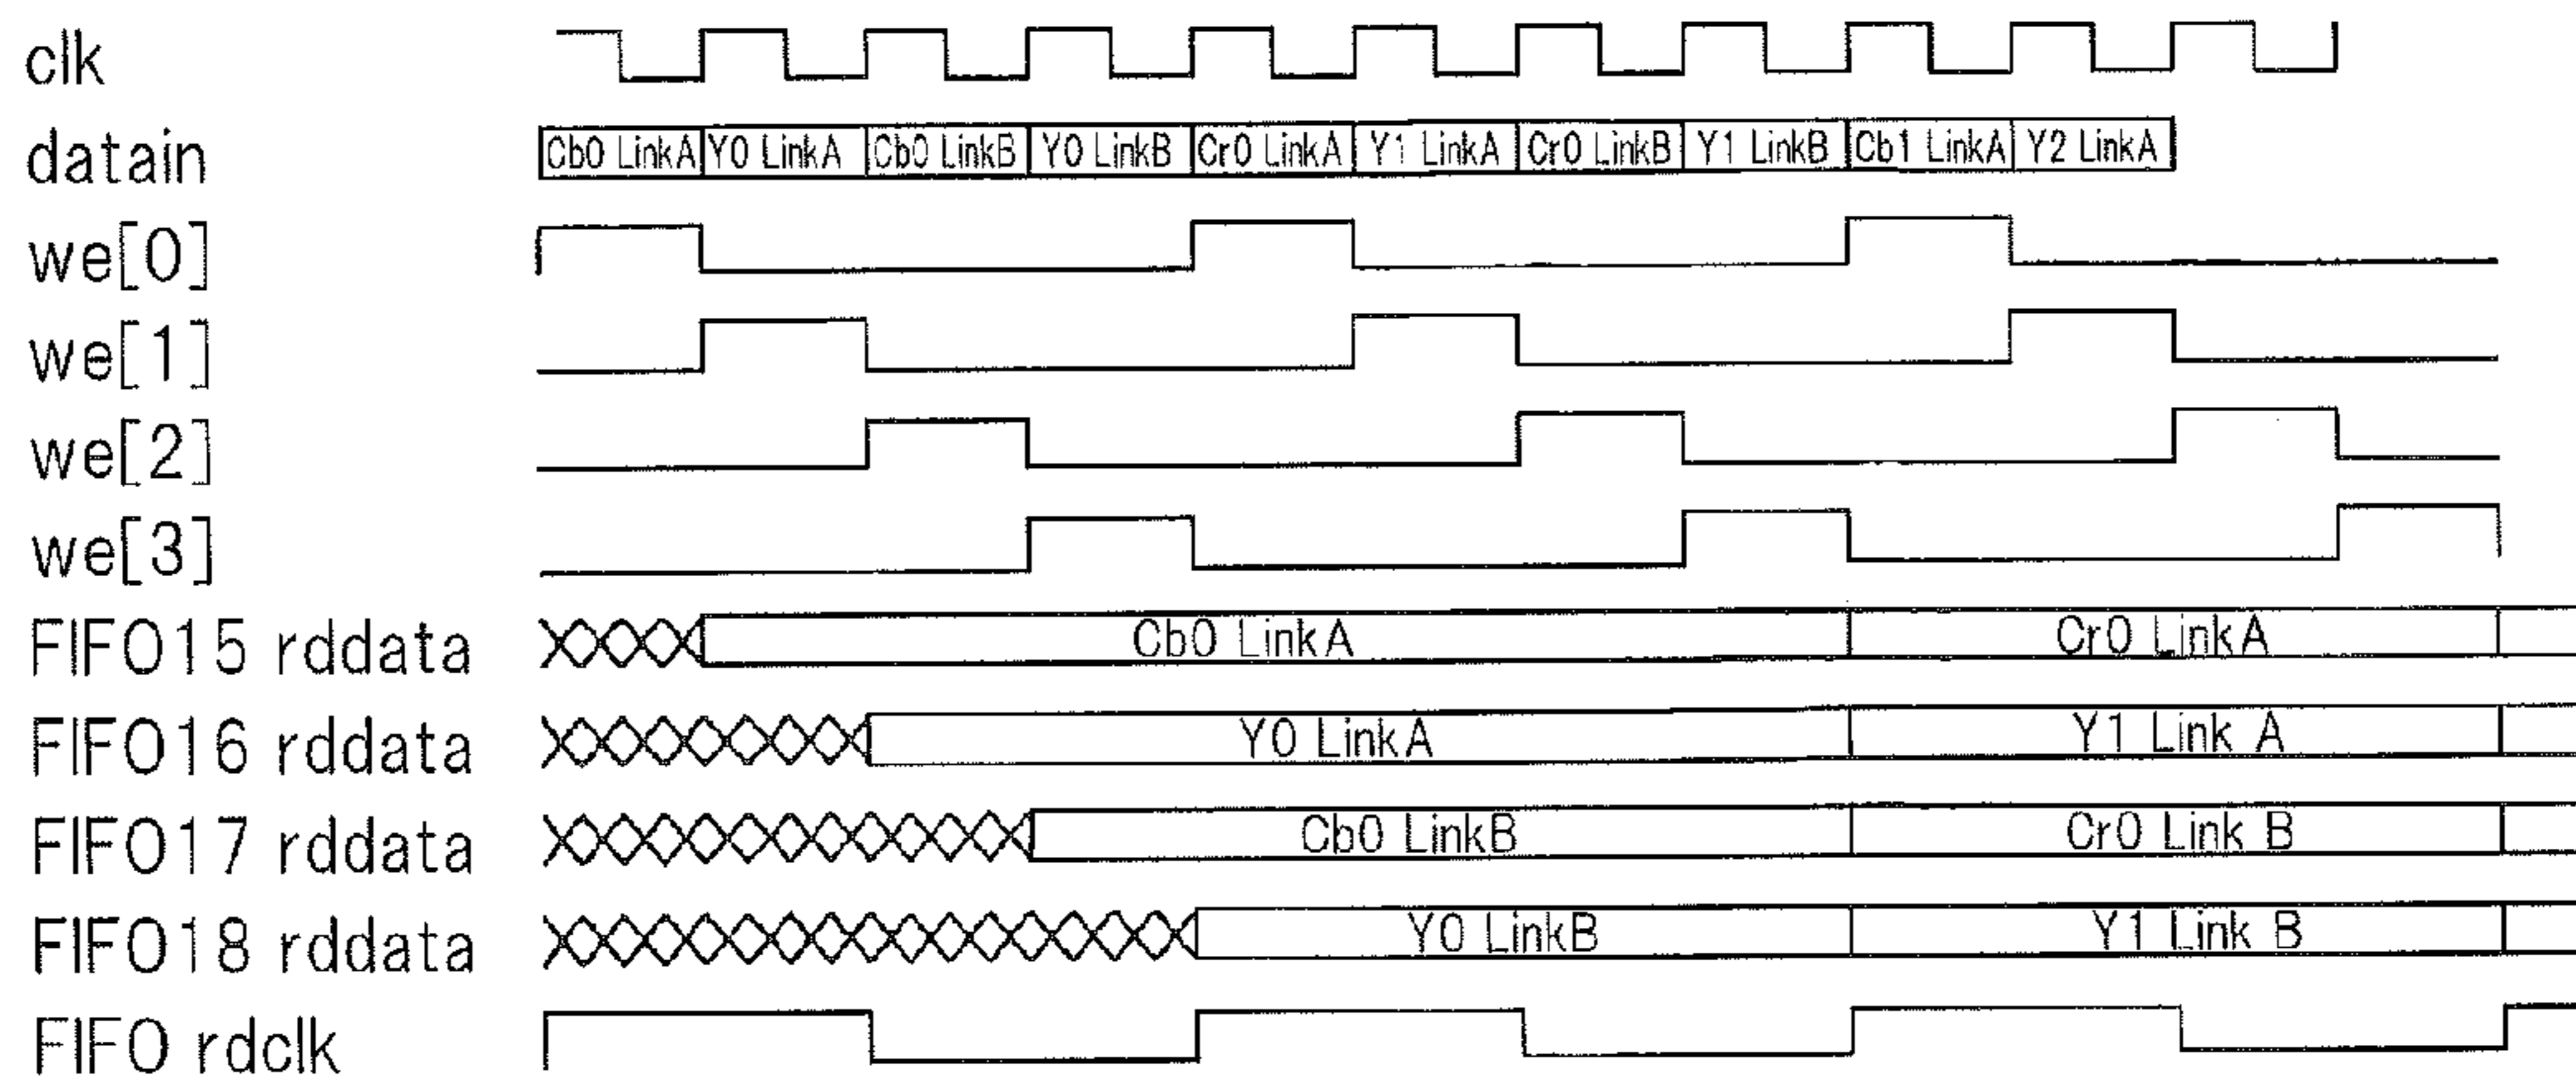 clk
datain Cb0 LinkA Y0 LinkA Cb0 LinkB Y0 LinkB Cr0 LinkA Y1 LinkA Cr0 LinkB Y1 LinkB Cb1 LinkA Y2 LinkA
we[0]
we[1]
we[2]
we[3]
FIFO15 rddata Cb0 LinkA Cr0 LinkA
FIFO16 rddata Y0 LinkA Y1 Link A
FIFO17 rddata Cb0 LinkB Cr0 Link B
FIFO18 rddata Y0 LinkB Y1 Link B
FIFO rdclk